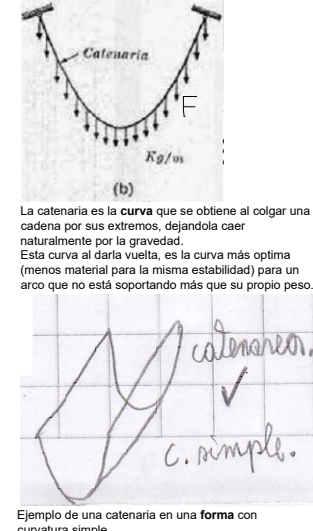 Catenaria
F
Kg/m
(b)
La catenaria es la curva que se obtiene al colgar una
cadena por sus extremos, dejandola caer
naturalmente por la gravedad.
Esta curva al darla vuelta, es la curva más optima
(menos material para la misma estabilidad) para un
arco que no está soportando más que su propio peso.
catenarea.
✓
c. simple.
Ejemplo de una catenaria en una forma con
curvatura simple